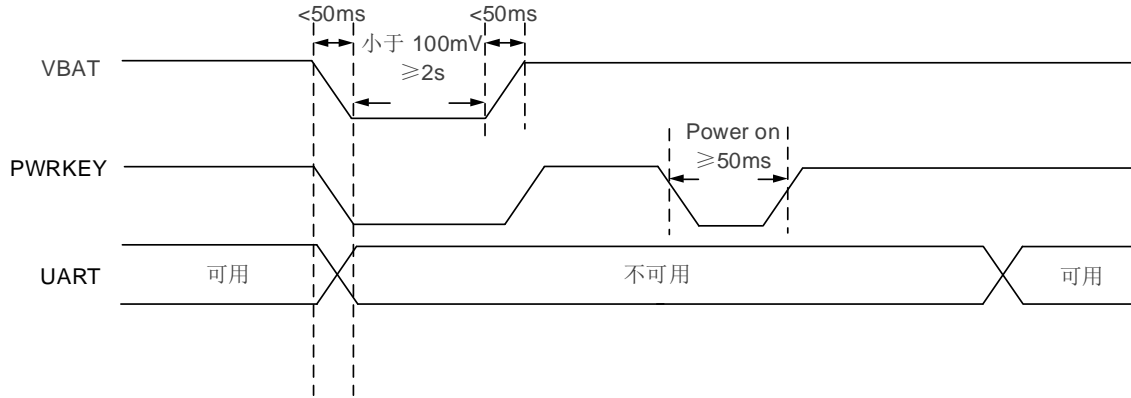 <50ms
<50ms
小于 100mV
≥2s
VBAT
Power on
≥50ms
PWRKEY
UART
可用
不可用
可用